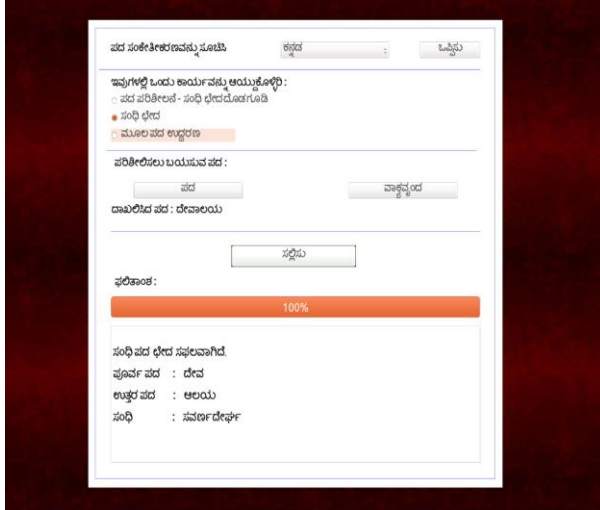 ಪದ ಸಂಕೇತೀಕರಣವನ್ನು ಸೂಚಿಸಿ ಕನ್ನಡ : ಒಪ್ಪಿಸು
ಇವುಗಳಲ್ಲಿ ಒಂದು ಕಾರ್ಯವನ್ನು ಆಯ್ದುಕೊಳ್ಳಿರಿ :
ಪದ ಪರಿಶೀಲನೆ - ಸಂಧಿ ಛೇದದೊಡಗೂಡಿ
ಸಂಧಿ ಛೇದ
ಮೂಲ ಪದ ಉದ್ಧರಣ
ಪರಿಶೀಲಿಸಲು ಬಯಸುವ ಪದ :
ಪದ ವಾಕ್ಯವೃಂದ
ದಾಖಲಿಸಿದ ಪದ : ದೇವಾಲಯ
ಸಲ್ಲಿಸು
ಫಲಿತಾಂಶ :
100%
ಸಂಧಿ ಪದ ಛೇದ ಸಫಲವಾಗಿದೆ.
ಪೂರ್ವ ಪದ : ದೇವ
ಉತ್ತರ ಪದ : ಆಲಯ
ಸಂಧಿ : ಸವರ್ಣದೀರ್ಘ